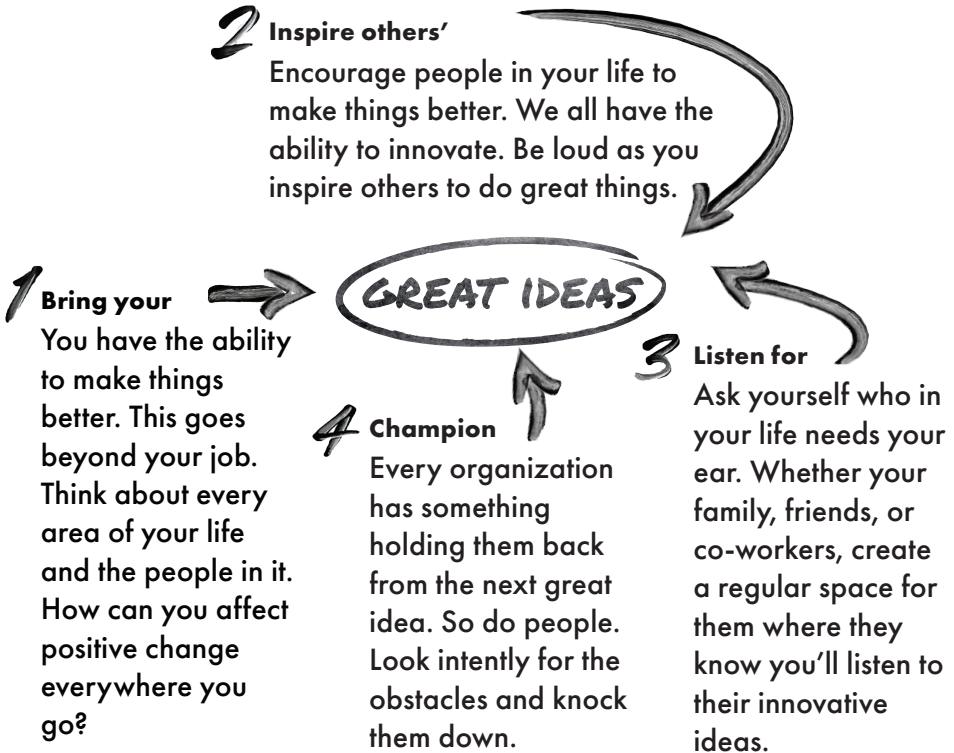 2 Inspire others’
Encourage people in your life to
make things better. We all have the
ability to innovate. Be loud as you
inspire others to do great things.
GREAT IDEAS
1 Bring your
You have the ability
to make things
better. This goes
beyond your job.
Think about every
area of your life
and the people in it.
How can you affect
positive change
everywhere you
go?
4 Champion
Every organization
has something
holding them back
from the next great
idea. So do people.
Look intently for the
obstacles and knock
them down.
3 Listen for
Ask yourself who in
your life needs your
ear. Whether your
family, friends, or
co-workers, create
a regular space for
them where they
know you’ll listen to
their innovative
ideas.